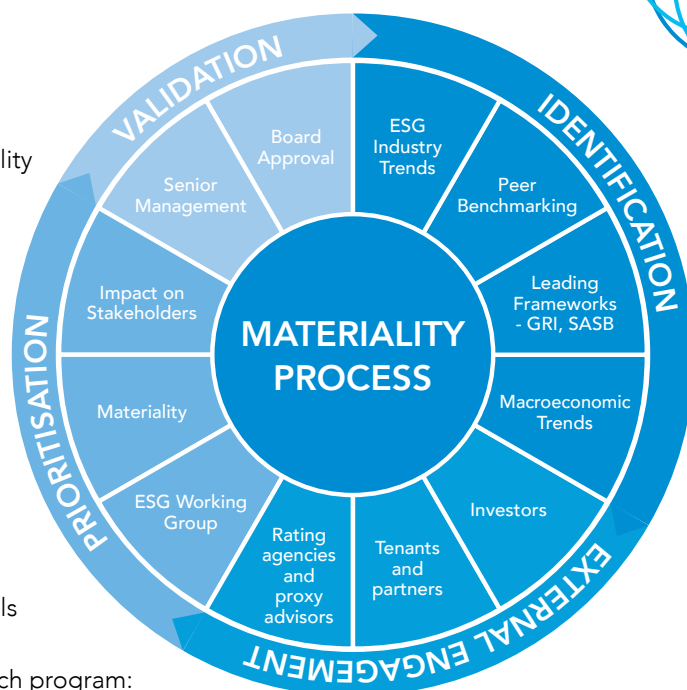 VALIDATION
IDENTIFICATION
EXTERNAL ENGAGEMENT
PRIORITISATION
Board
Approval
ESG
Industry
Trends
Peer
Benchmarking
Leading
Frameworks
- GRI, SASB
Macroeconomic
Trends
Investors
Tenants
and
partners
Rating
agencies
and
proxy
advisors
ESG Working
Group
Materiality
Impact on
Stakeholders
Senior
Management
MATERIALITY
PROCESS
lity
ls
ch program: